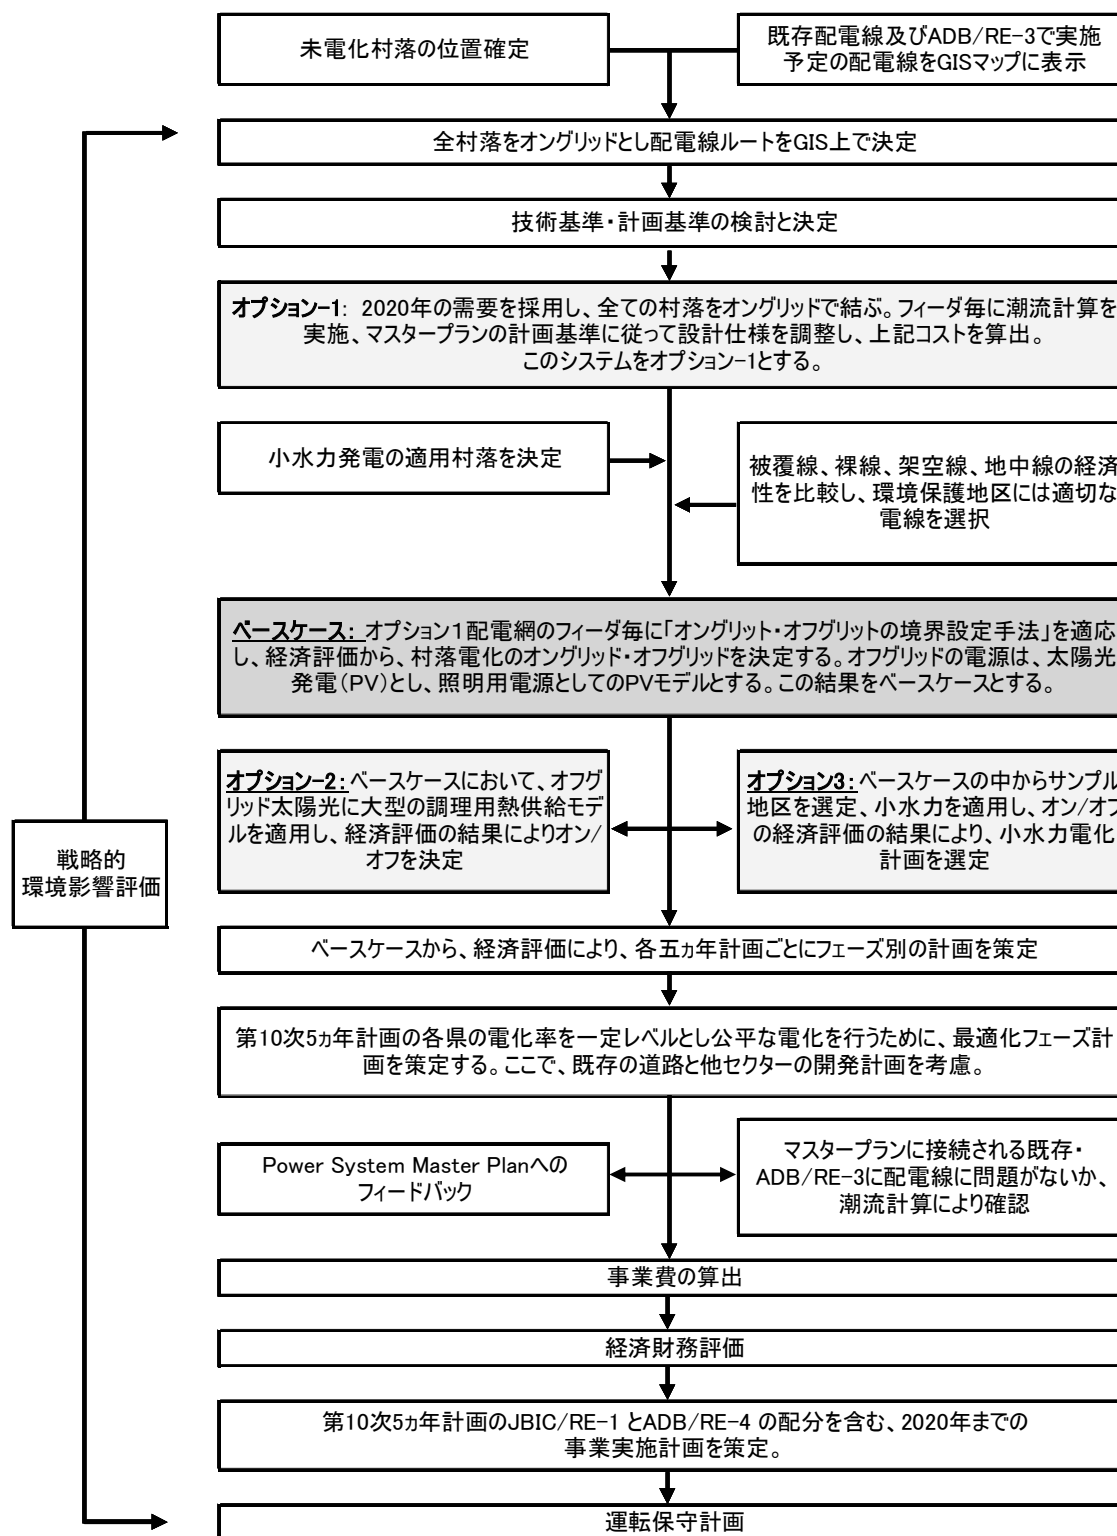 未電化村落の位置確定
既存配電線及びADB/RE-3で実施
予定の配電線をGISマップに表示
全村落をオングリッドとし配電線ルートをGIS上で決定
技術基準・計画基準の検討と決定
オプション-1: 2020年の需要を採用し、全ての村落をオングリッドで結ぶ。フィーダ毎に潮流計算を
実施、マスタープランの計画基準に従って設計仕様を調整し、上記コストを算出。
このシステムをオプション-1とする。
小水力発電の適用村落を決定
被覆線、裸線、架空線、地中線の経済
性を比較し、環境保護地区には適切な
電線を選択
ベースケース: オプション1配電網のフィーダ毎に「オングリット・オフグリットの境界設定手法」を適応
し、経済評価から、村落電化のオングリッド・オフグリッドを決定する。オフグリッドの電源は、太陽光
発電(PV)とし、照明用電源としてのPVモデルとする。この結果をベースケースとする。
オプション-2: ベースケースにおいて、オフグ
リッド太陽光に大型の調理用熱供給モデ
ルを適用し、経済評価の結果によりオン/
オフを決定
オプション3: ベースケースの中からサンプル
地区を選定、小水力を適用し、オン/オフ
の経済評価の結果により、小水力電化
計画を選定
戦略的
環境影響評価
ベースケースから、経済評価により、各五ヵ年計画ごとにフェーズ別の計画を策定
第10次5ヵ年計画の各県の電化率を一定レベルとし公平な電化を行うために、最適化フェーズ計
画を策定する。ここで、既存の道路と他セクターの開発計画を考慮。
Power System Master Planへの
フィードバック
マスタープランに接続される既存・
ADB/RE-3に配電線に問題がないか、
潮流計算により確認
事業費の算出
経済財務評価
第10次5ヵ年計画のJBIC/RE-1 とADB/RE-4 の配分を含む、2020年までの
事業実施計画を策定。
運転保守計画